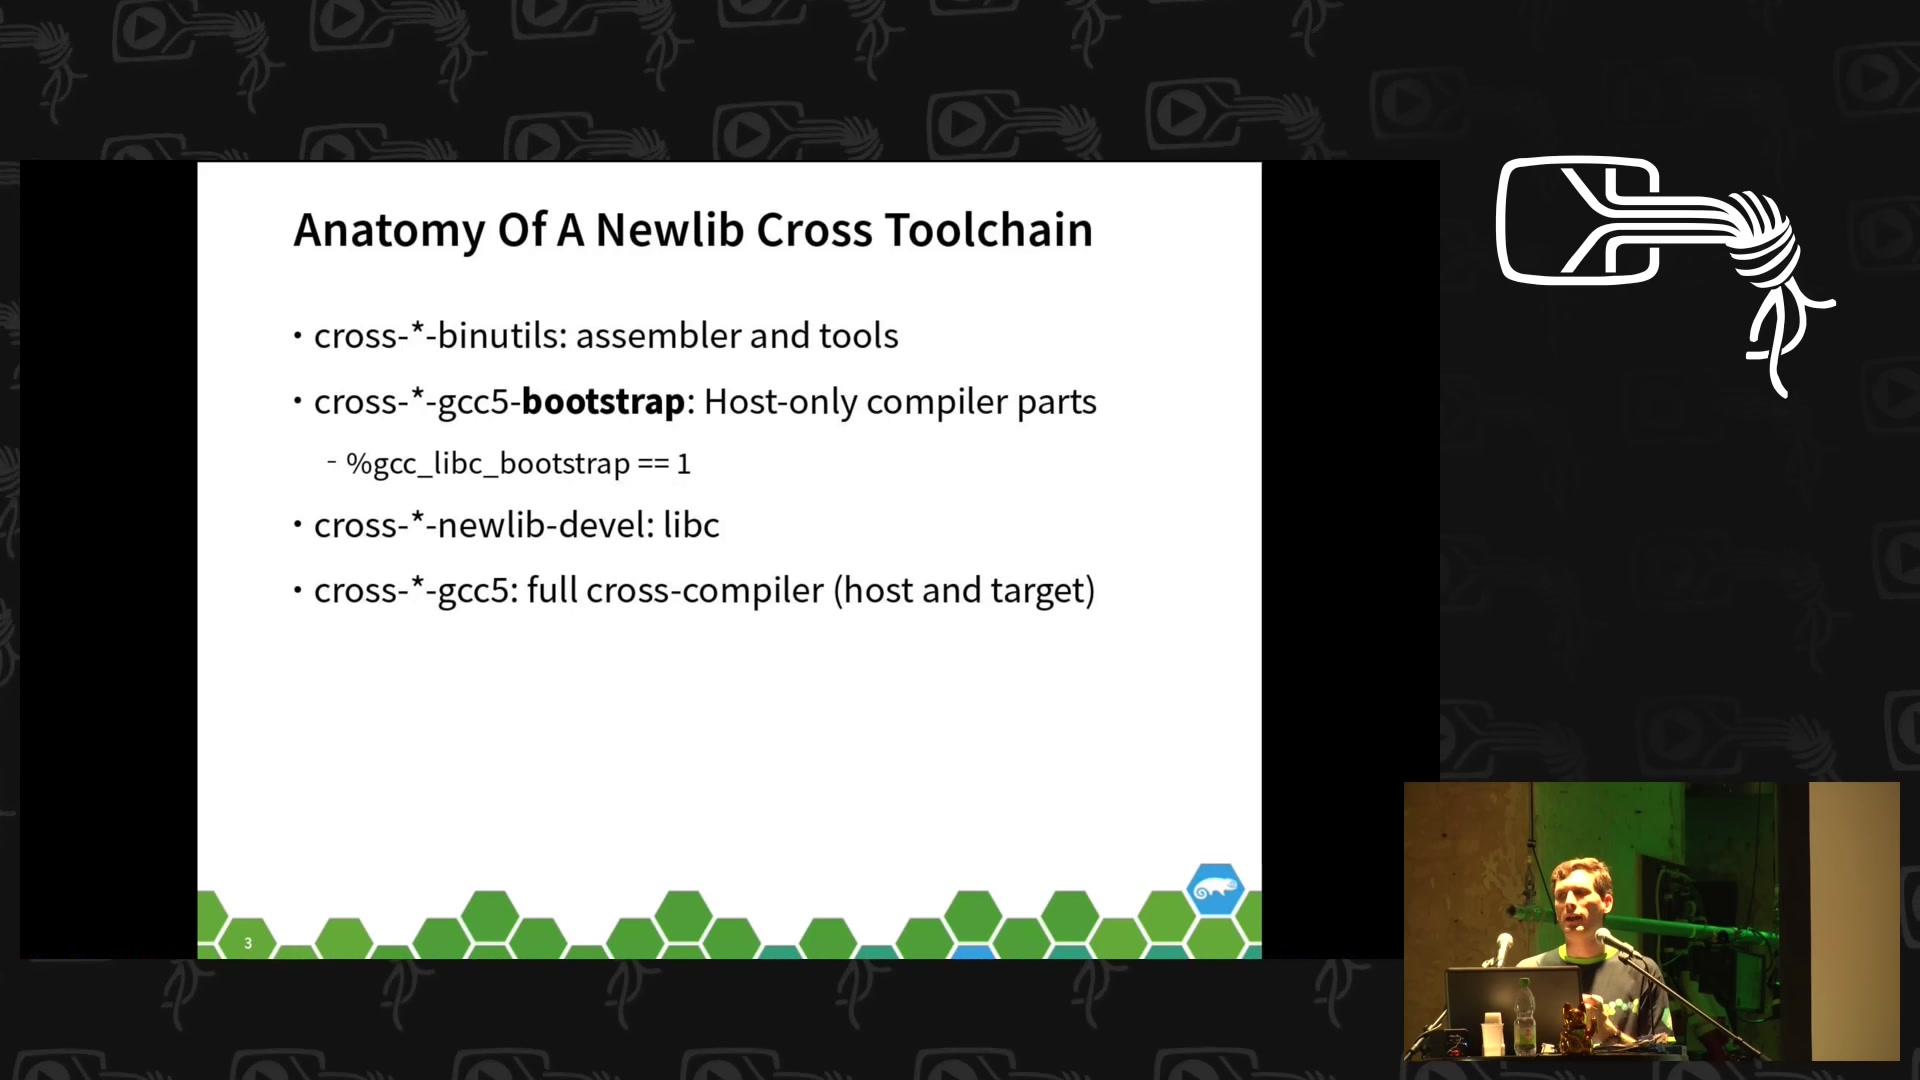 Anatomy Of A Newlib Cross Toolchain
• cross-*-binutils: assembler and tools
• cross-*-gcc5-bootstrap: Host-only compiler parts
- %gcc_libc_bootstrap == 1
• cross-*-newlib-devel: libc
• cross-*-gcc5: full cross-compiler (host and target)
3